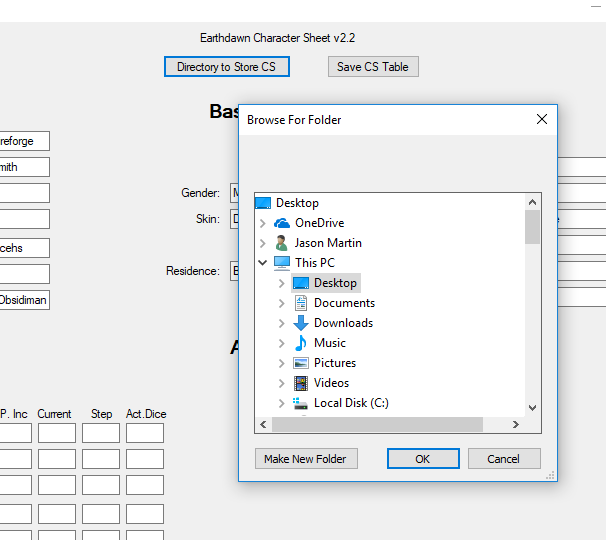 Earthdawn Character Sheet v2.2
Directory to Store CS
Save CS Table
Bas
Browse For Folder
reforge
mith
Gender:
Skin:
cehs
Residence:
Obsidiman
Desktop
OneDrive
Jason Martin
This PC
Desktop
Documents
Downloads
Music
Pictures
Videos
Local Disk (C:)
P. Inc
Current
Step
Act.Dice
Make New Folder
OK
Cancel